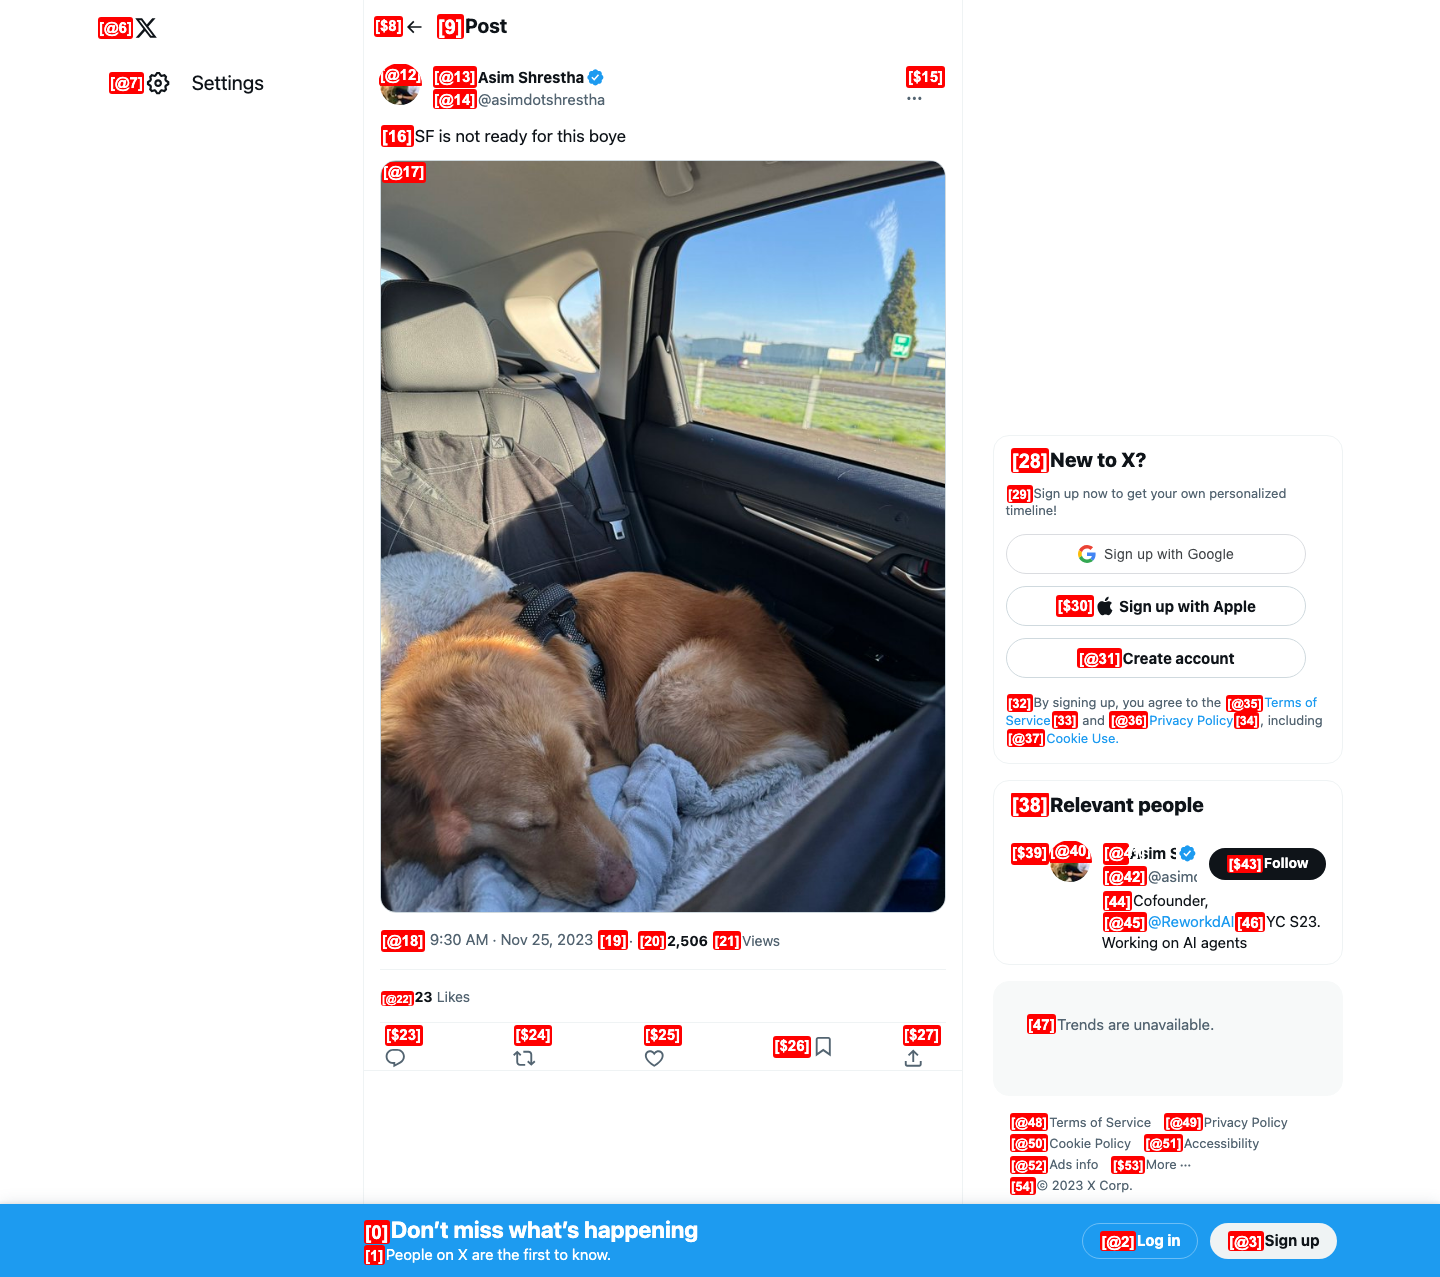 [@6]
[@7] Settings
[$8] [9] Post
[@12] [@13] Asim Shrestha [$15]
[@14] @asimdotshrestha
[16] SF is not ready for this boye
[@17]
[@18] 9:30 AM · Nov 25, 2023 [19] · [20] 2,506 [21] Views
[@22] 23 Likes
[$23] [$24] [$25] [$26] [$27]
[28] New to X?
[29] Sign up now to get your own personalized
timeline!
Sign up with Google
[$30] Sign up with Apple
[@31] Create account
[32] By signing up, you agree to the [@35] Terms of
Service [33] and [@36] Privacy Policy [34], including
[@37] Cookie Use.
[38] Relevant people
[$39] [@40] Asim [$43] Follow
[@42] @asimd
[44] Cofounder,
[@45] @ReworkdAI [46] YC S23.
Working on AI agents
[47] Trends are unavailable.
[@48] Terms of Service [@49] Privacy Policy
[@50] Cookie Policy [@51] Accessibility
[@52] Ads info [$53] More ···
[54] © 2023 X Corp.
[0] Don’t miss what’s happening
[1] People on X are the first to know.
[@2] Log in [@3] Sign up